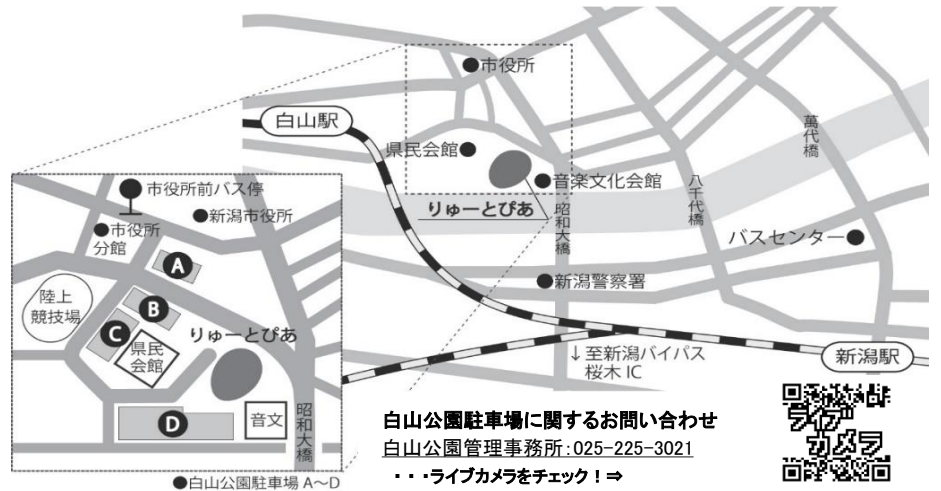 市役所
白山駅
県民会館
音楽文化会館
りゅーとぴあ
昭和大橋
八千代橋
萬代橋
バスセンター
新潟警察署
新潟駅
↓至新潟バイパス
桜木IC
市役所前バス停
新潟市役所
市役所
分館
A
陸上
競技場
B
C
りゅーとぴあ
県民
会館
D
音文
昭和大橋
●白山公園駐車場 A～D
白山公園駐車場に関するお問い合わせ
白山公園管理事務所：025-225-3021
・・・ライブカメラをチェック！⇒
ライブ
カメラ